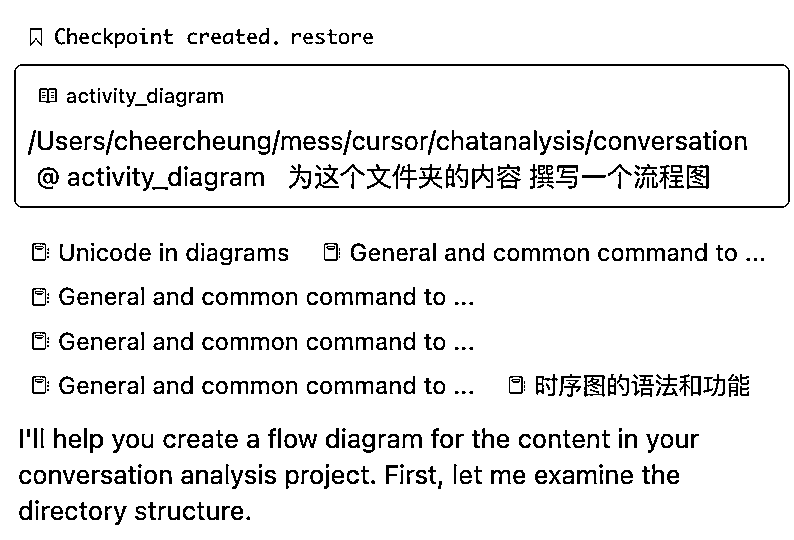 Checkpoint created. restore
activity_diagram
/Users/cheercheung/mess/cursor/chatanalysis/conversation
@ activity_diagram 为这个文件夹的内容 撰写一个流程图
Unicode in diagrams General and common command to ...
General and common command to ...
General and common command to ...
General and common command to ... 时序图的语法和功能
I'll help you create a flow diagram for the content in your
conversation analysis project. First, let me examine the
directory structure.